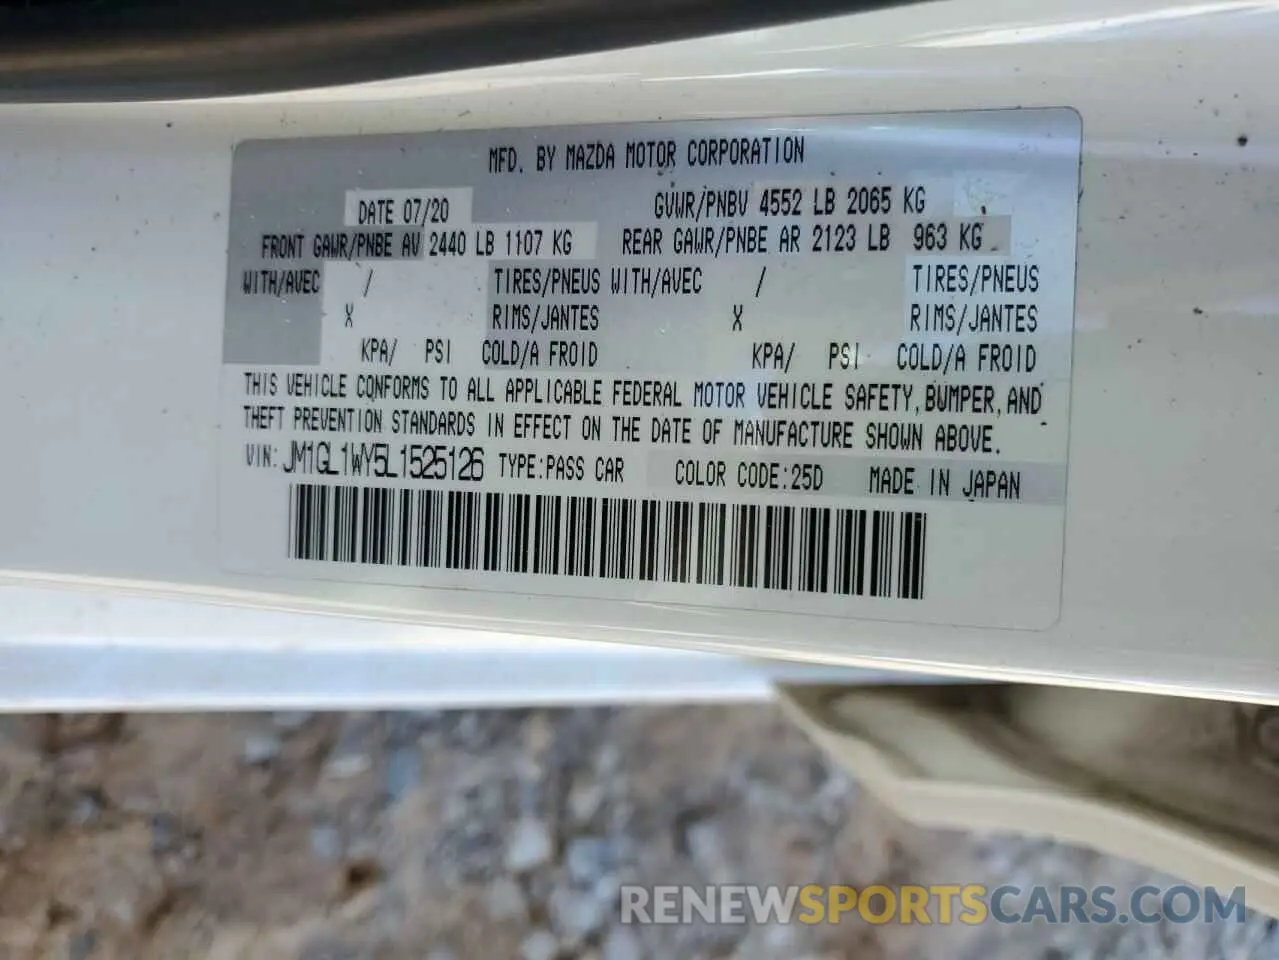 MFD. BY MAZDA MOTOR CORPORATION
DATE 07/20 GVWR/PNBV 4552 LB 2065 KG
FRONT GAWR/PNBE AV 2440 LB 1107 KG REAR GAWR/PNBE AR 2123 LB 963 KG
WITH/AVEC / TIRES/PNEUS WITH/AVEC / TIRES/PNEUS
X RIMS/JANTES X RIMS/JANTES
KPA/ PSI COLD/A FROID KPA/ PSI COLD/A FROID
THIS VEHICLE CONFORMS TO ALL APPLICABLE FEDERAL MOTOR VEHICLE SAFETY, BUMPER, AND
THEFT PREVENTION STANDARDS IN EFFECT ON THE DATE OF MANUFACTURE SHOWN ABOVE.
VIN: JM1GL1WY5L1525126 TYPE:PASS CAR COLOR CODE:25D MADE IN JAPAN
RENEWSPORTSCARS.COM